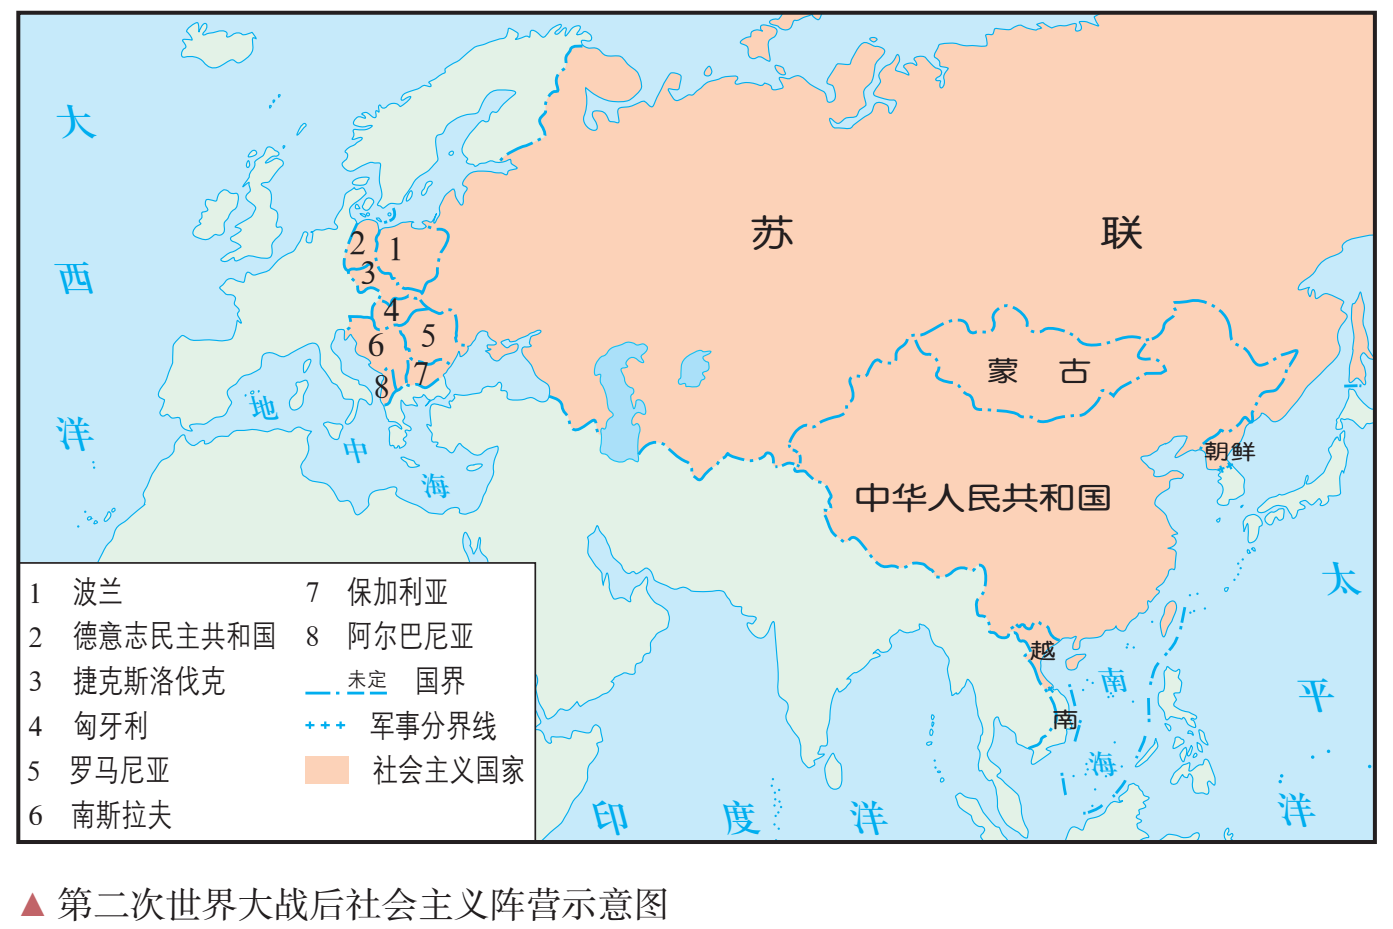 大
西
洋
苏 联
2
1
3
4
5
6
7
8
蒙 古
地
中
海
朝鲜
中华人民共和国
越
南
南
海
太
平
洋
印 度 洋
1 波兰
2 德意志民主共和国
3 捷克斯洛伐克
4 匈牙利
5 罗马尼亚
6 南斯拉夫
7 保加利亚
8 阿尔巴尼亚
未定 国界
军事分界线
社会主义国家
▲ 第二次世界大战后社会主义阵营示意图